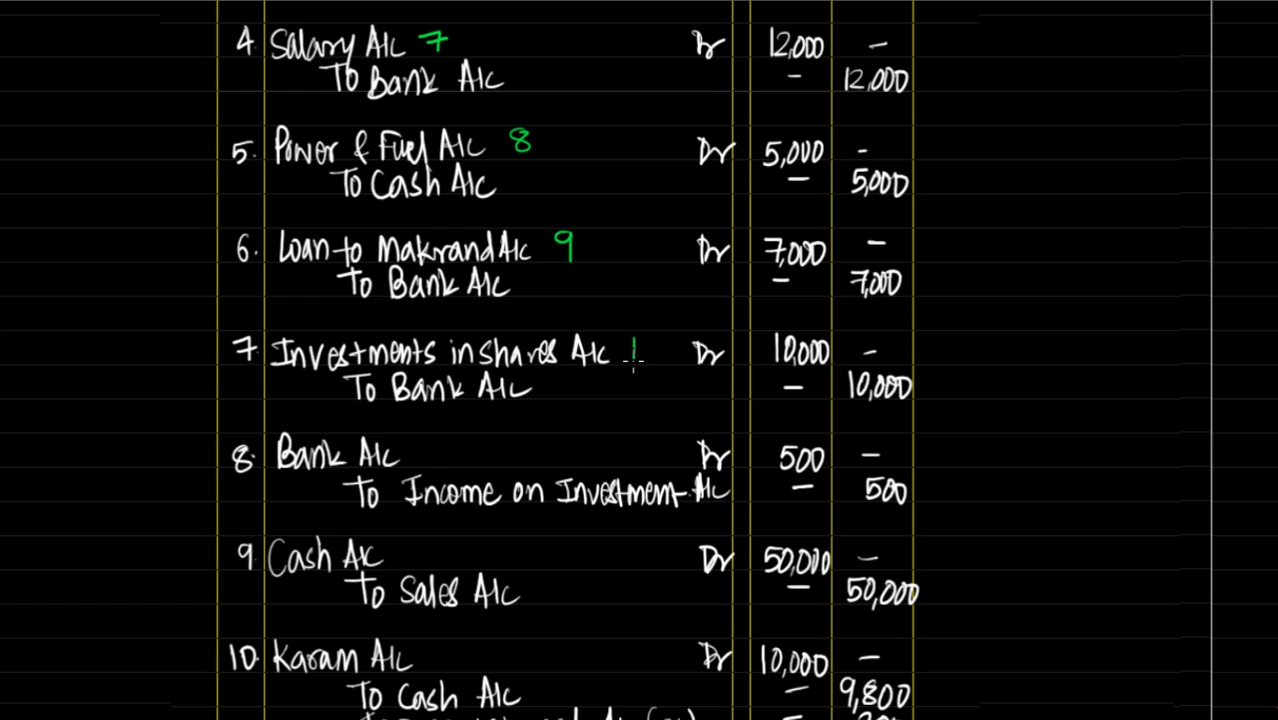 4. Salary A/c 7 Dr 12,000 -
To Bank A/c - 12,000
5. Power & Fuel A/c 8 Dr 5,000 -
To Cash A/c - 5,000
6. Loan to Makrand A/c 9 Dr 7,000 -
To Bank A/c - 7,000
7. Investments in shares A/c 1 Dr 10,000 -
To Bank A/c - 10,000
8. Bank A/c Dr 500 -
To Income on Investment A/c - 500
9. Cash A/c Dr 50,000 -
To Sales A/c - 50,000
10. Karam A/c Dr 10,000 -
To Cash A/c - 9,800